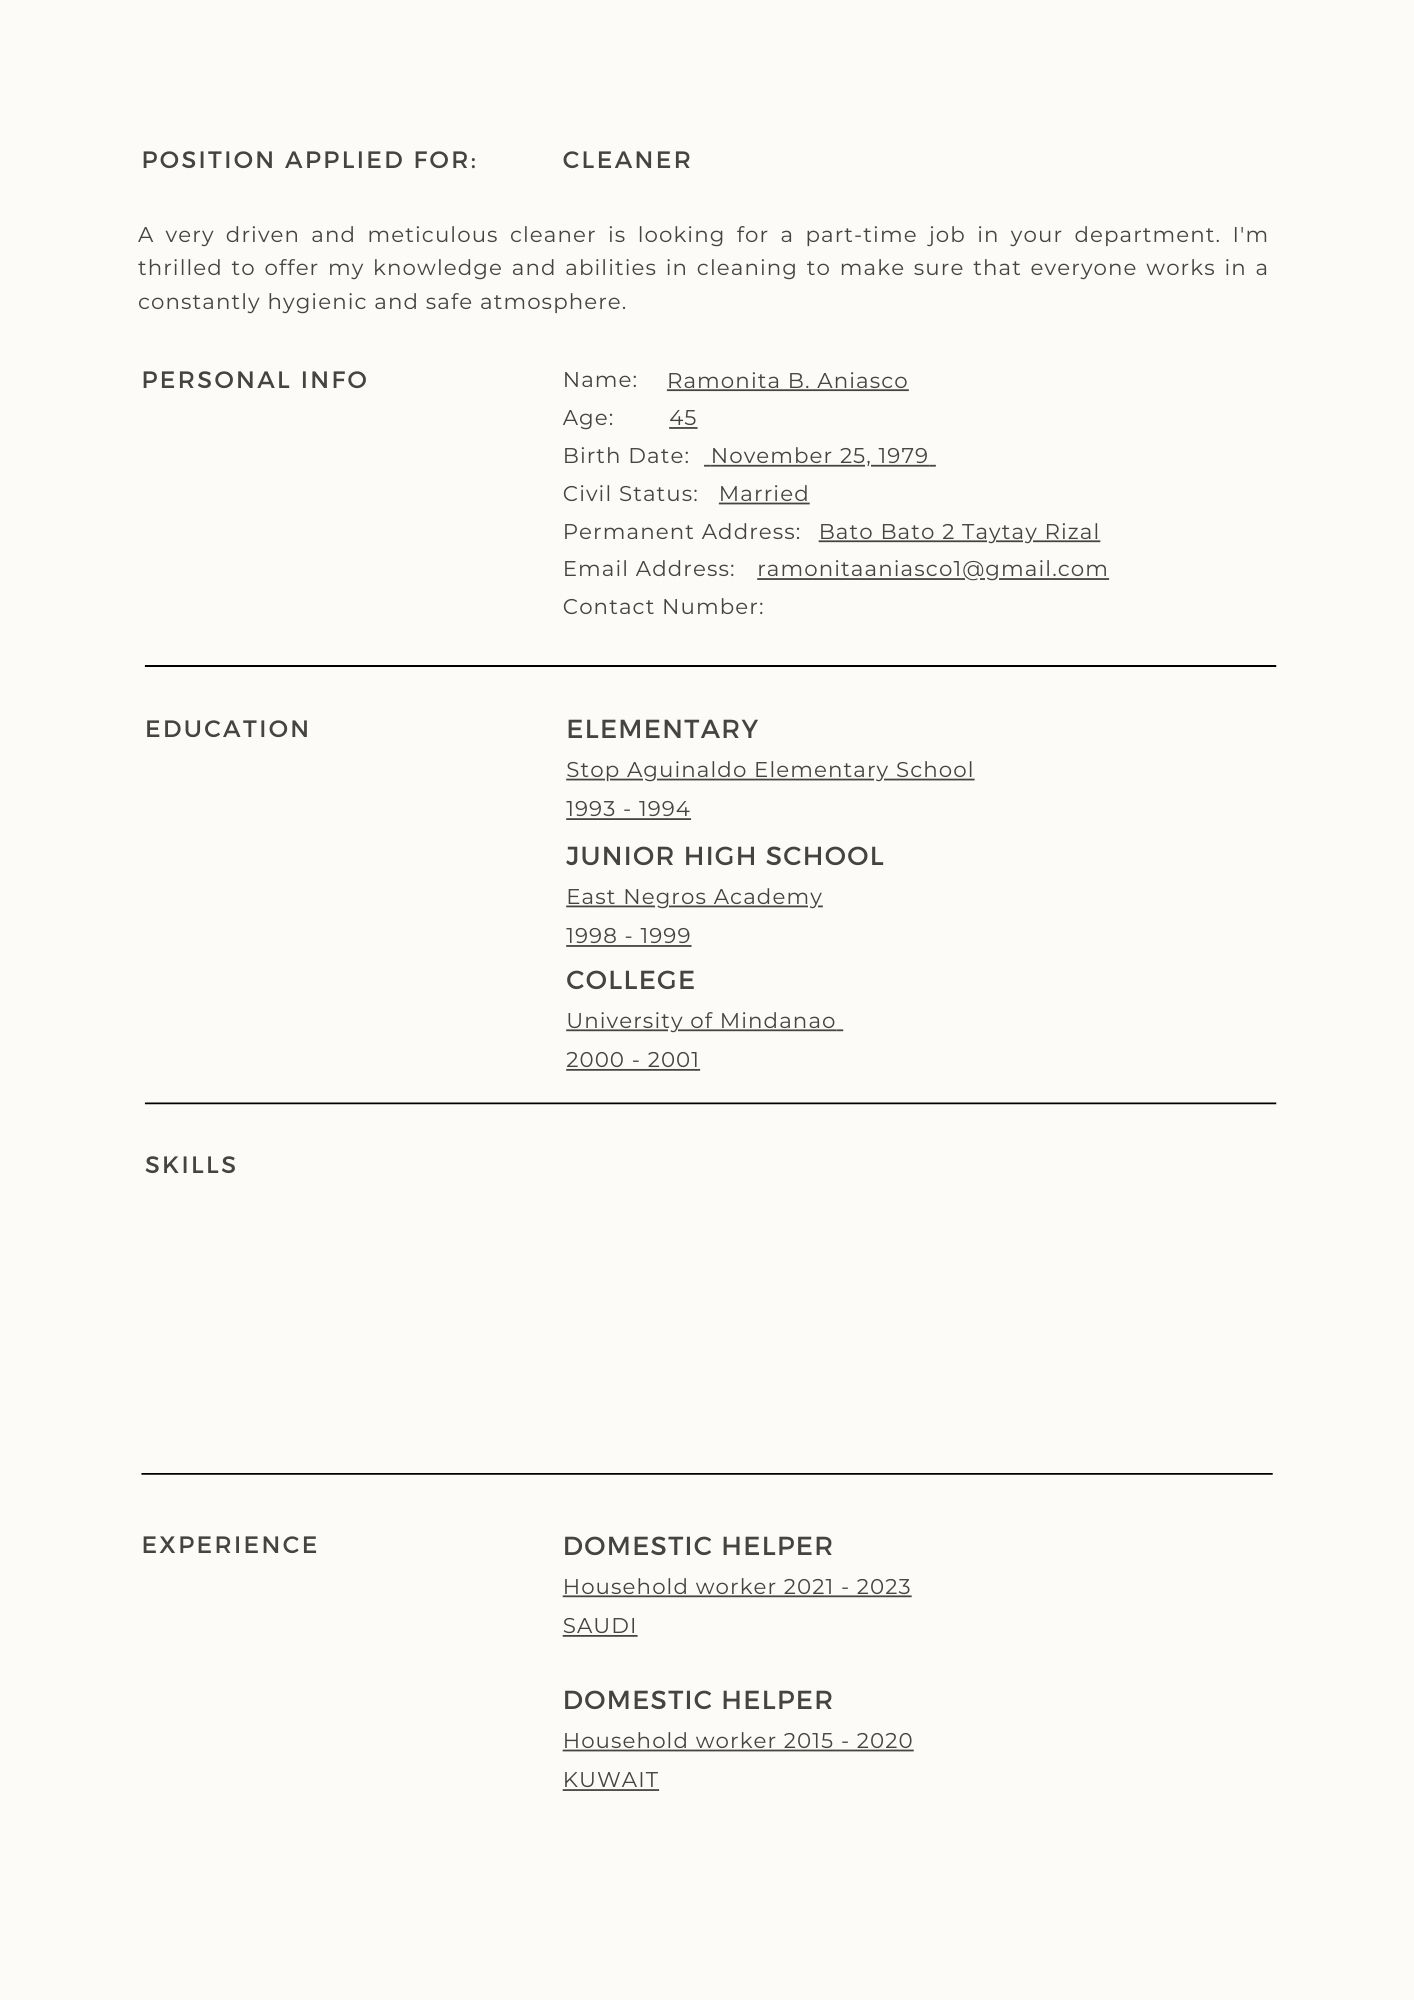 POSITION APPLIED FOR: CLEANER
A very driven and meticulous cleaner is looking for a part-time job in your department. I'm
thrilled to offer my knowledge and abilities in cleaning to make sure that everyone works in a
constantly hygienic and safe atmosphere.
PERSONAL INFO
Name: Ramonita B. Aniasco
Age: 45
Birth Date: November 25, 1979
Civil Status: Married
Permanent Address: Bato Bato 2 Taytay Rizal
Email Address: ramonitaaniasco1@gmail.com
Contact Number:
EDUCATION
ELEMENTARY
Stop Aguinaldo Elementary School
1993 - 1994
JUNIOR HIGH SCHOOL
East Negros Academy
1998 - 1999
COLLEGE
University of Mindanao
2000 - 2001
SKILLS
EXPERIENCE
DOMESTIC HELPER
Household worker 2021 - 2023
SAUDI
DOMESTIC HELPER
Household worker 2015 - 2020
KUWAIT